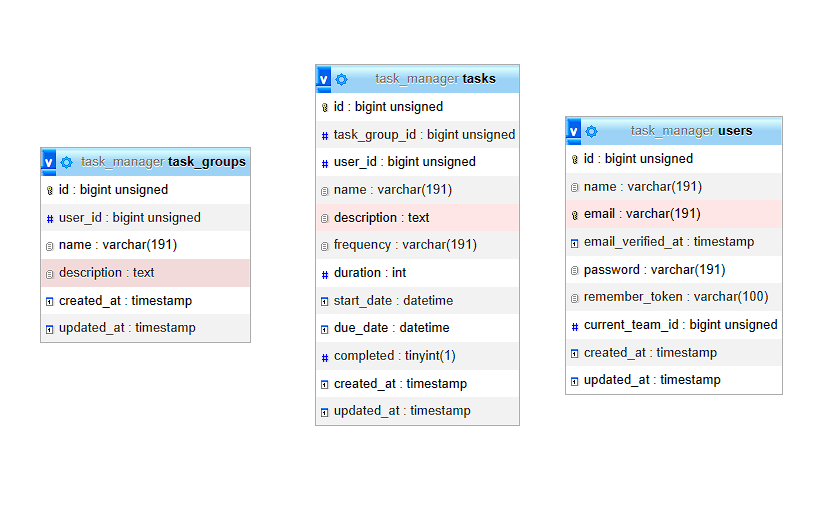 task_manager task_groups
id : bigint unsigned
user_id : bigint unsigned
name : varchar(191)
description : text
created_at : timestamp
updated_at : timestamp
task_manager tasks
id : bigint unsigned
task_group_id : bigint unsigned
user_id : bigint unsigned
name : varchar(191)
description : text
frequency : varchar(191)
duration : int
start_date : datetime
due_date : datetime
completed : tinyint(1)
created_at : timestamp
updated_at : timestamp
task_manager users
id : bigint unsigned
name : varchar(191)
email : varchar(191)
email_verified_at : timestamp
password : varchar(191)
remember_token : varchar(100)
current_team_id : bigint unsigned
created_at : timestamp
updated_at : timestamp